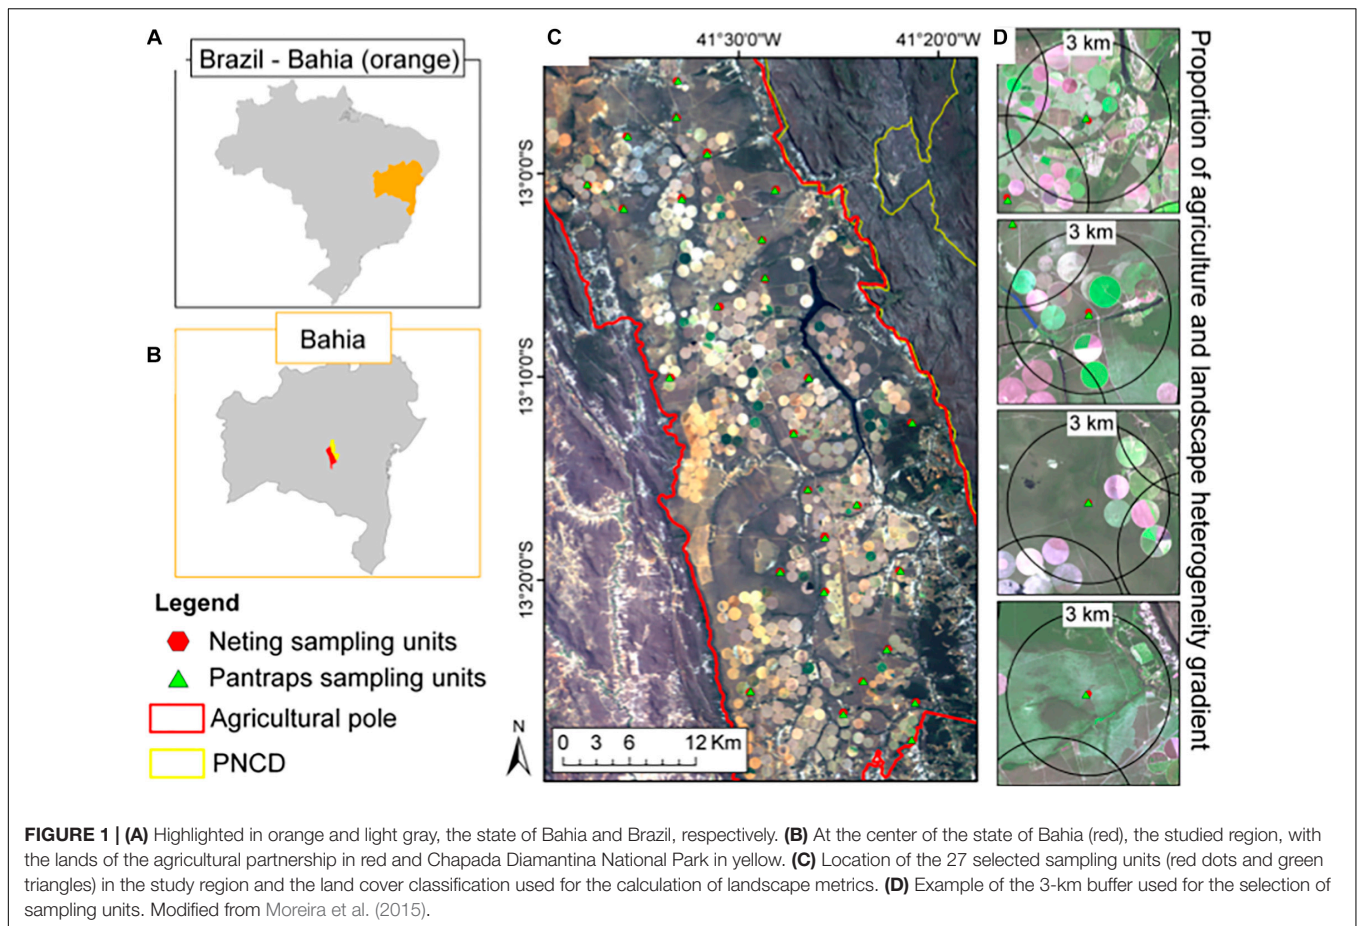 A
Brazil - Bahia (orange)
B
Bahia
Legend
Neting sampling units
Pantraps sampling units
Agricultural pole
PNCD
C
41°30'0"W
41°20'0"W
13°0'0"S
13°10'0"S
13°20'0"S
N
0 3 6 12 Km
D
3 km
3 km
3 km
3 km
Proportion of agriculture and landscape heterogeneity gradient
FIGURE 1 | (A) Highlighted in orange and light gray, the state of Bahia and Brazil, respectively. (B) At the center of the state of Bahia (red), the studied region, with
the lands of the agricultural partnership in red and Chapada Diamantina National Park in yellow. (C) Location of the 27 selected sampling units (red dots and green
triangles) in the study region and the land cover classification used for the calculation of landscape metrics. (D) Example of the 3-km buffer used for the selection of
sampling units. Modified from Moreira et al. (2015).